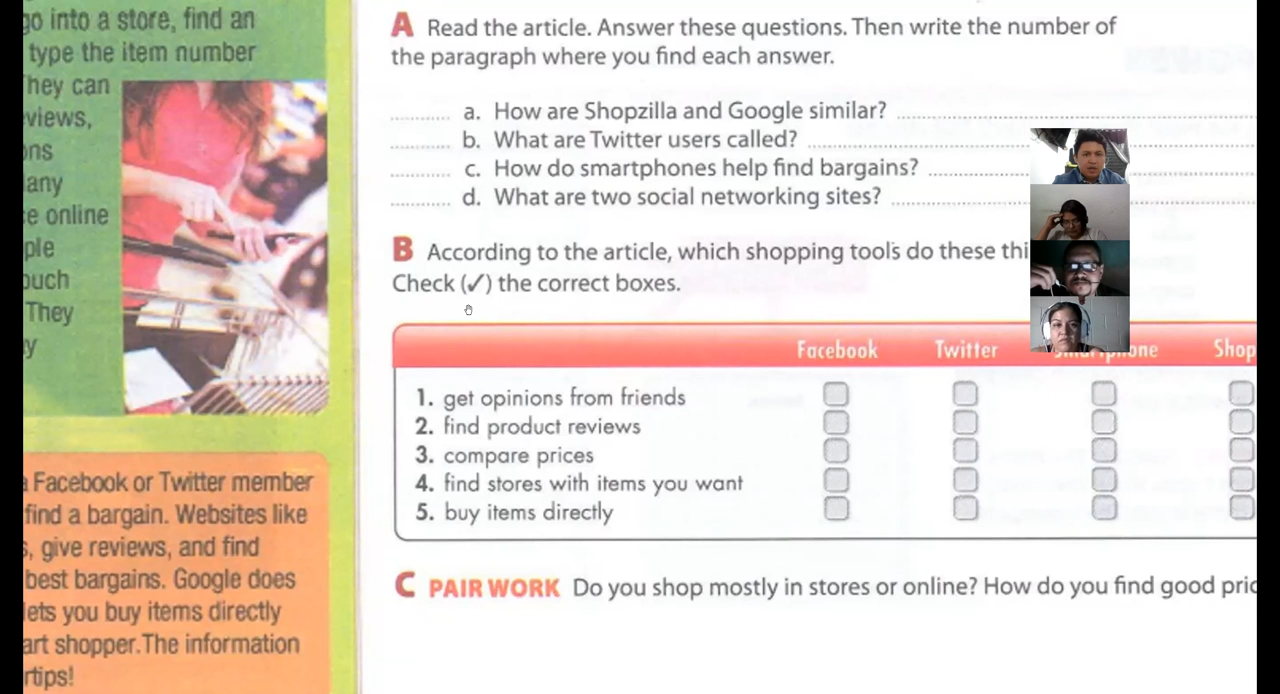 go into a store, find an
type the item number
They can
views,
ons
any
e online
ple
ouch
They
y
a Facebook or Twitter member
find a bargain. Websites like
s, give reviews, and find
best bargains. Google does
lets you buy items directly
art shopper. The information
rtips!
A Read the article. Answer these questions. Then write the number of
the paragraph where you find each answer.
a. How are Shopzilla and Google similar?
b. What are Twitter users called?
c. How do smartphones help find bargains?
d. What are two social networking sites?
B According to the article, which shopping tools do these thi
Check (✓) the correct boxes.
Facebook Twitter Shop
1. get opinions from friends
2. find product reviews
3. compare prices
4. find stores with items you want
5. buy items directly
C PAIR WORK Do you shop mostly in stores or online? How do you find good pric